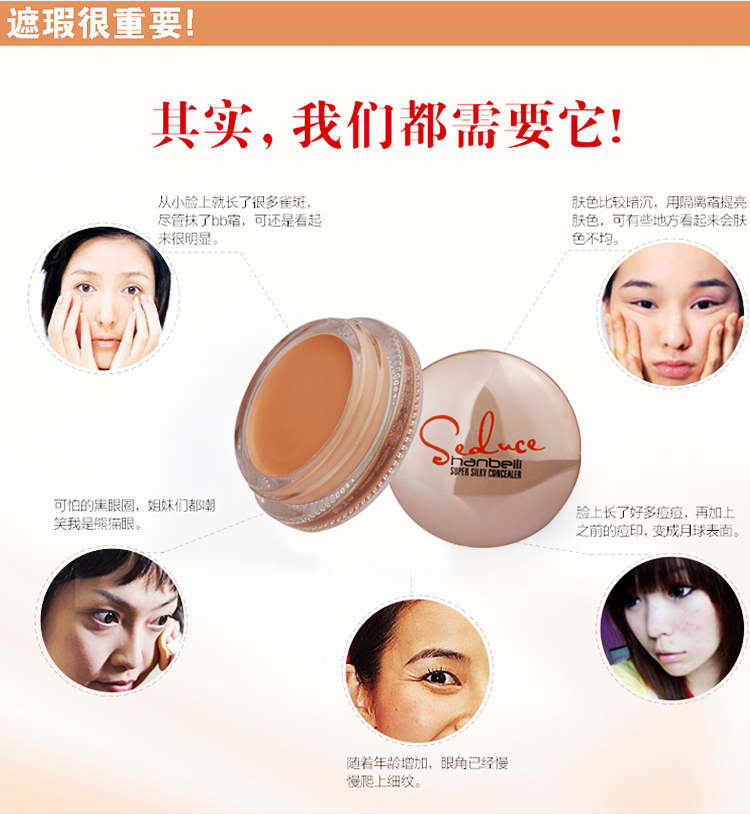 遮瑕很重要!
其实，我们都需要它!
从小脸上就长了很多雀斑，
尽管抹了bb霜，可还是看起
来很明显。
肤色比较暗沉，用隔离霜提亮
肤色，可有些地方看起来会肤
色不均。
Seduce
hanbeili
SUPER SILKY CONCEALER
可怕的黑眼圈，姐妹们都嘲
笑我是熊猫眼。
脸上长了好多痘痘，再加上
之前的痘印，变成月球表面。
随着年龄增加，眼角已经慢
慢爬上细纹。